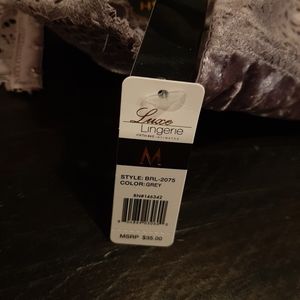 Luxe
Lingerie
M
STYLE: BRL-2075
COLOR: GREY
MSRP $35.00